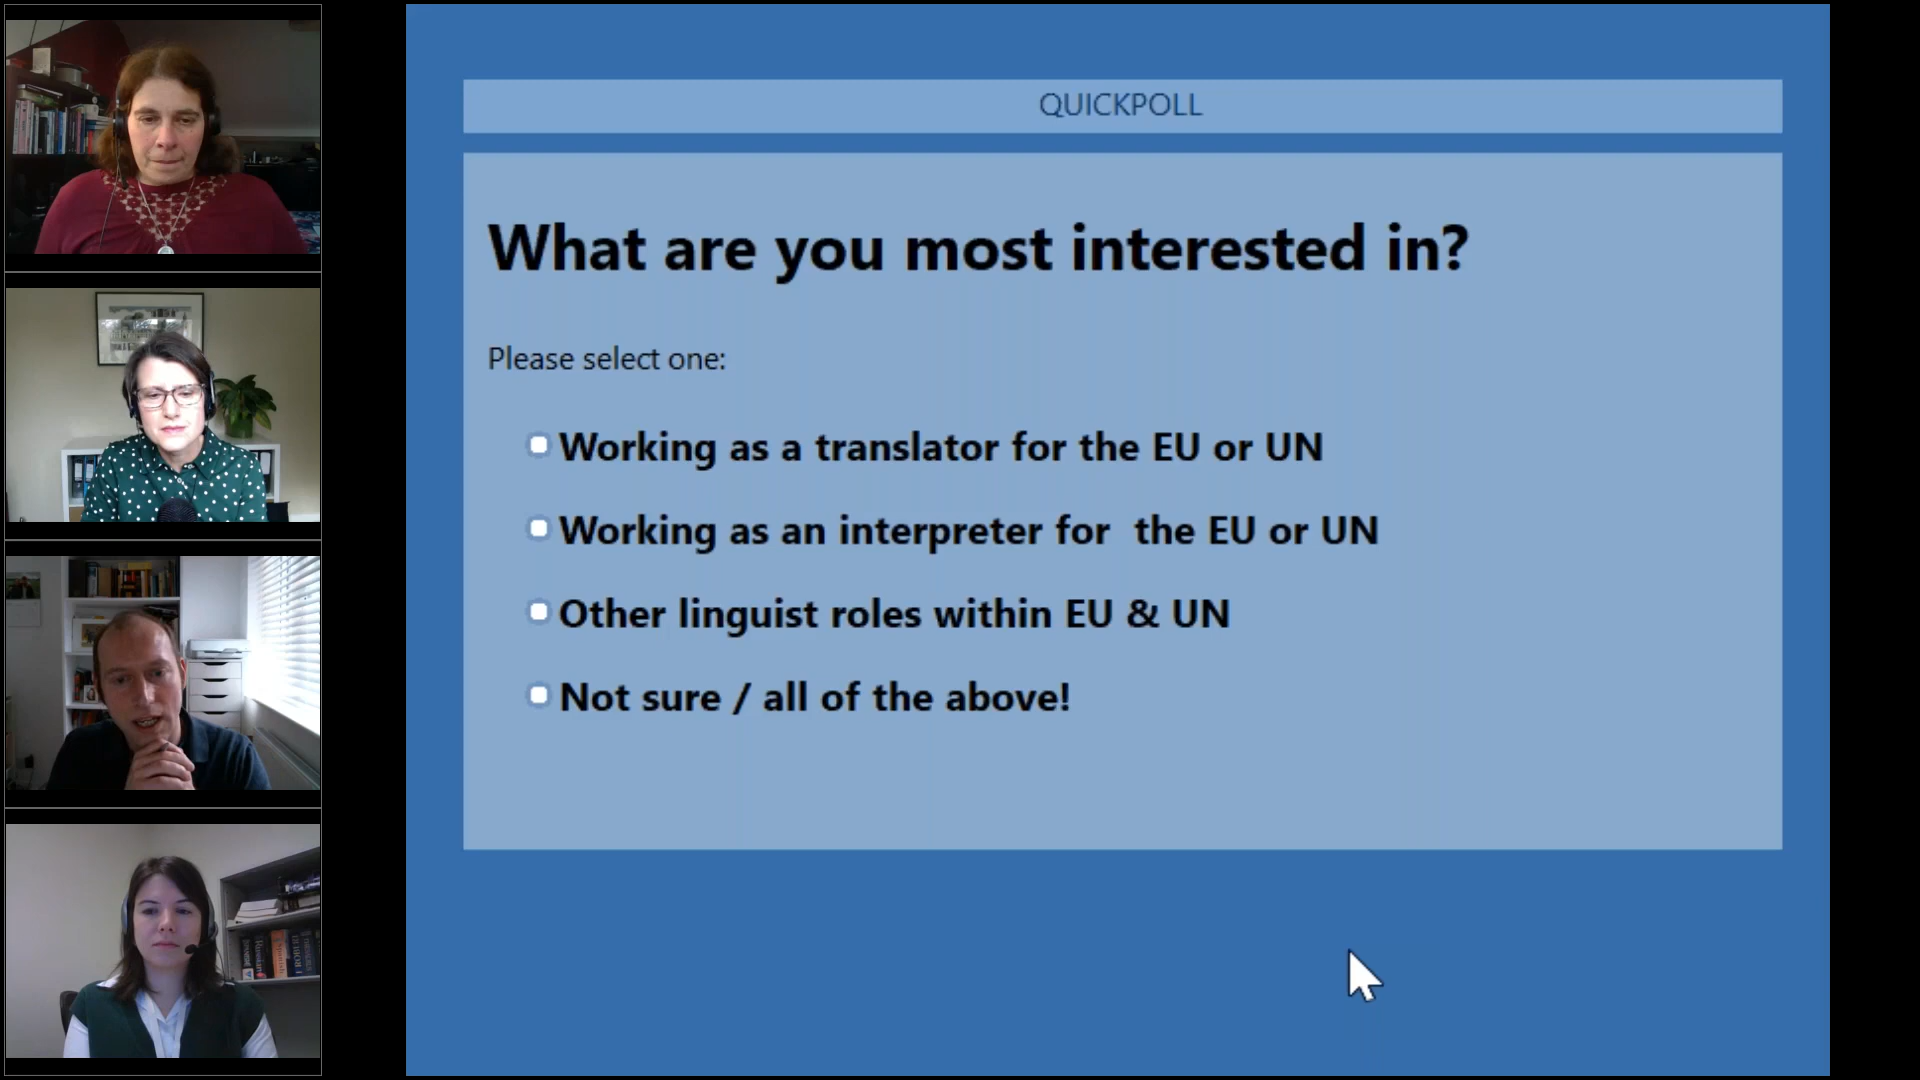 QUICKPOLL
What are you most interested in?
Please select one:
Working as a translator for the EU or UN
Working as an interpreter for  the EU or UN
Other linguist roles within EU & UN
Not sure / all of the above!
Russian
Spanish